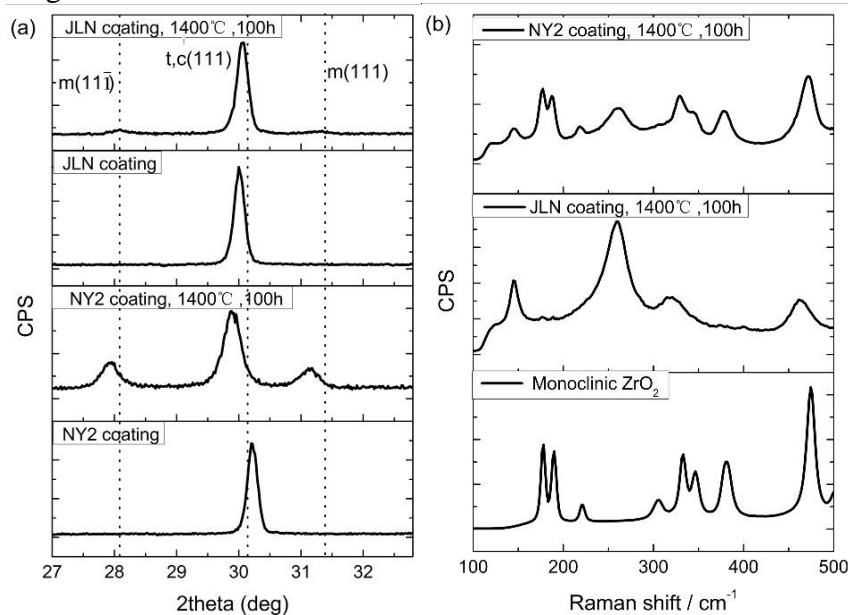 (a)
JLN coating, 1400℃ ,100h
t,c(111)
m(111̄)
m(111)
JLN coating
NY2 coating, 1400℃ ,100h
NY2 coating
CPS
27 28 29 30 31 32
2theta (deg)
(b)
NY2 coating, 1400℃ ,100h
JLN coating, 1400℃ ,100h
Monoclinic ZrO₂
CPS
100 200 300 400 500
Raman shift / cm⁻¹